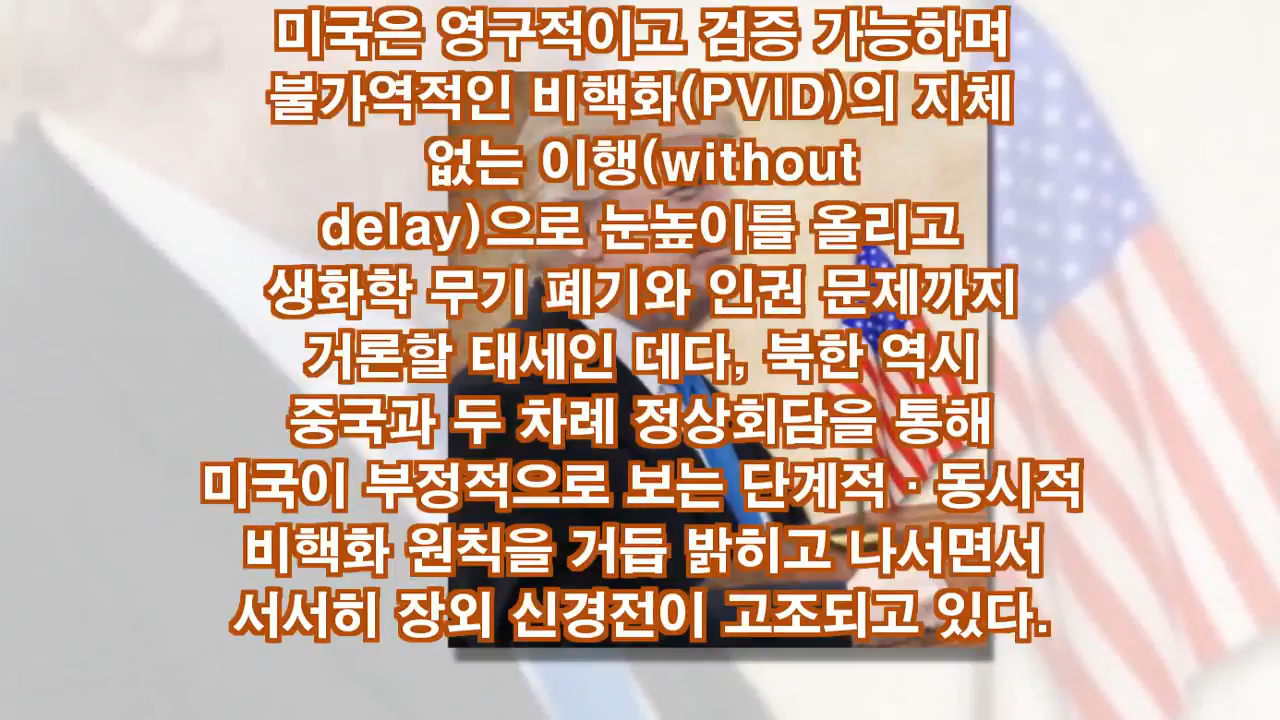 미국은 영구적이고 검증 가능하며
불가역적인 비핵화(PVID)의 지체
없는 이행(without
delay)으로 눈높이를 올리고
생화학 무기 폐기와 인권 문제까지
거론할 태세인 데다, 북한 역시
중국과 두 차례 정상회담을 통해
미국이 부정적으로 보는 단계적·동시적
비핵화 원칙을 거듭 밝히고 나서면서
서서히 장외 신경전이 고조되고 있다.